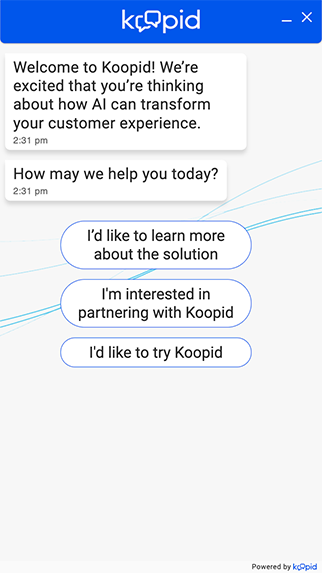 koopid
Welcome to Koopid! We’re
excited that you’re thinking
about how AI can transform
your customer experience.
2:31 pm
How may we help you today?
2:31 pm
I’d like to learn more
about the solution
I'm interested in
partnering with Koopid
I'd like to try Koopid
Powered by koopid